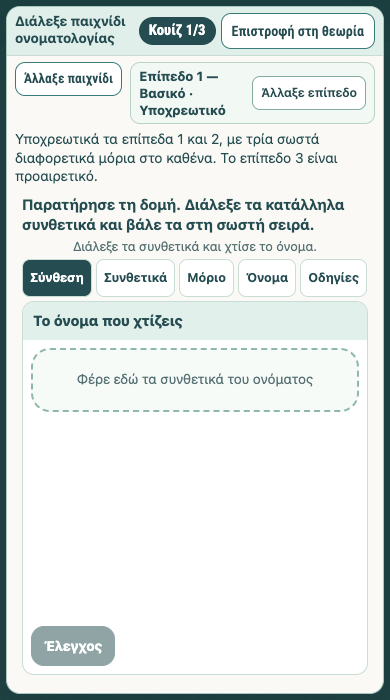 Διάλεξε παιχνίδι
ονοματολογίας
Κουίζ 1/3
Επιστροφή στη θεωρία
Άλλαξε παιχνίδι
Επίπεδο 1 —
Βασικό ·
Υποχρεωτικό
Άλλαξε επίπεδο
Υποχρεωτικά τα επίπεδα 1 και 2, με τρία σωστά
διαφορετικά μόρια στο καθένα. Το επίπεδο 3 είναι
προαιρετικό.
Παρατήρησε τη δομή. Διάλεξε τα κατάλληλα
συνθετικά και βάλε τα στη σωστή σειρά.
Διάλεξε τα συνθετικά και χτίσε το όνομα.
Σύνθεση
Συνθετικά
Μόριο
Όνομα
Οδηγίες
Το όνομα που χτίζεις
Φέρε εδώ τα συνθετικά του ονόματος
Έλεγχος